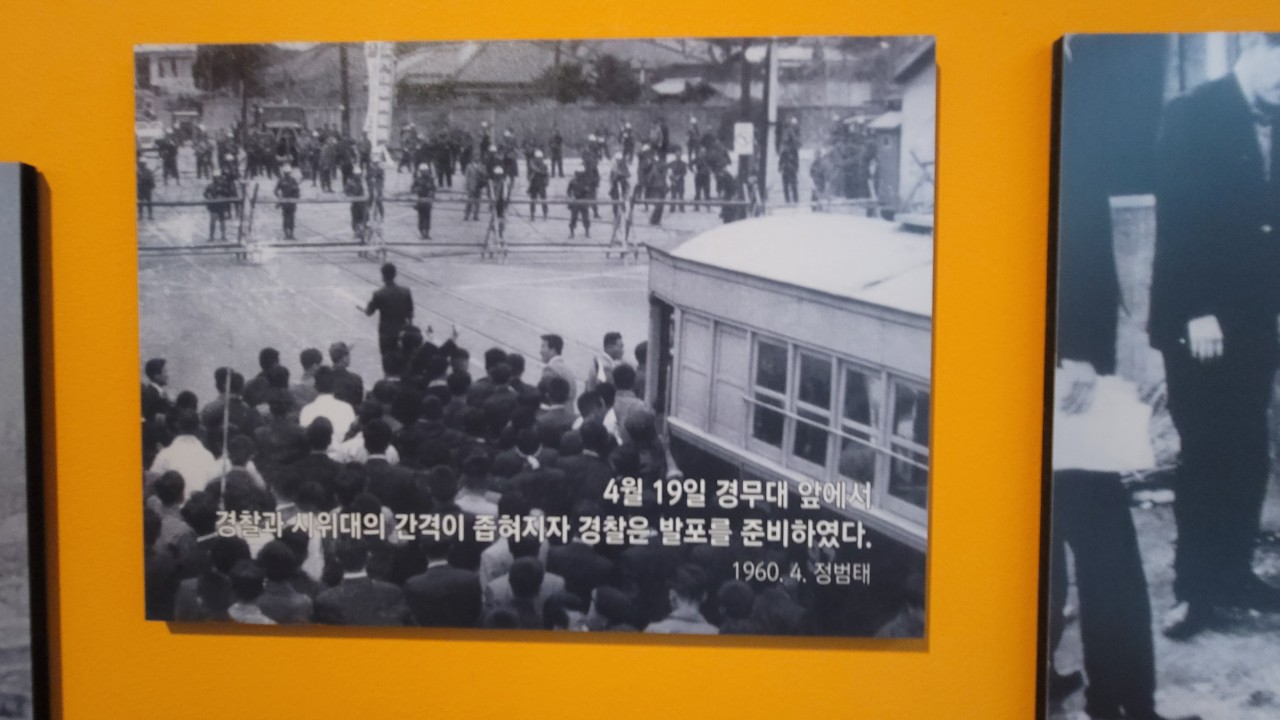 4월 19일 경무대 앞에서
경찰과 시위대의 간격이 좁혀지자 경찰은 발포를 준비하였다.
1960. 4. 정범태